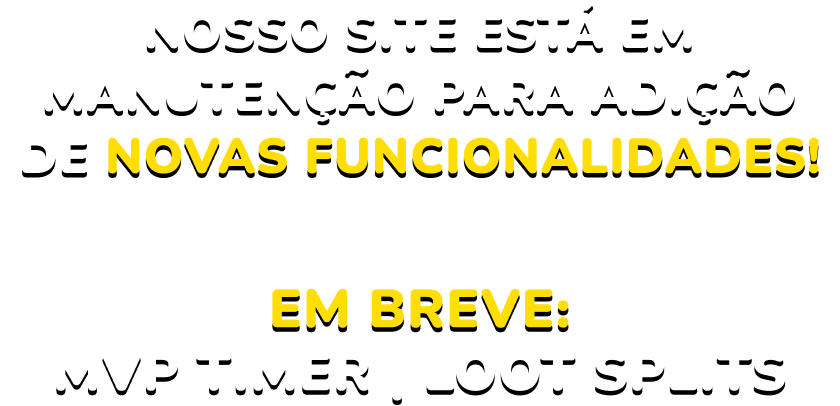 NOSSO SITE ESTÁ EM
MANUTENÇÃO PARA ADIÇÃO
DE NOVAS FUNCIONALIDADES!
EM BREVE:
MVP TIMER , LOOT SPLITS